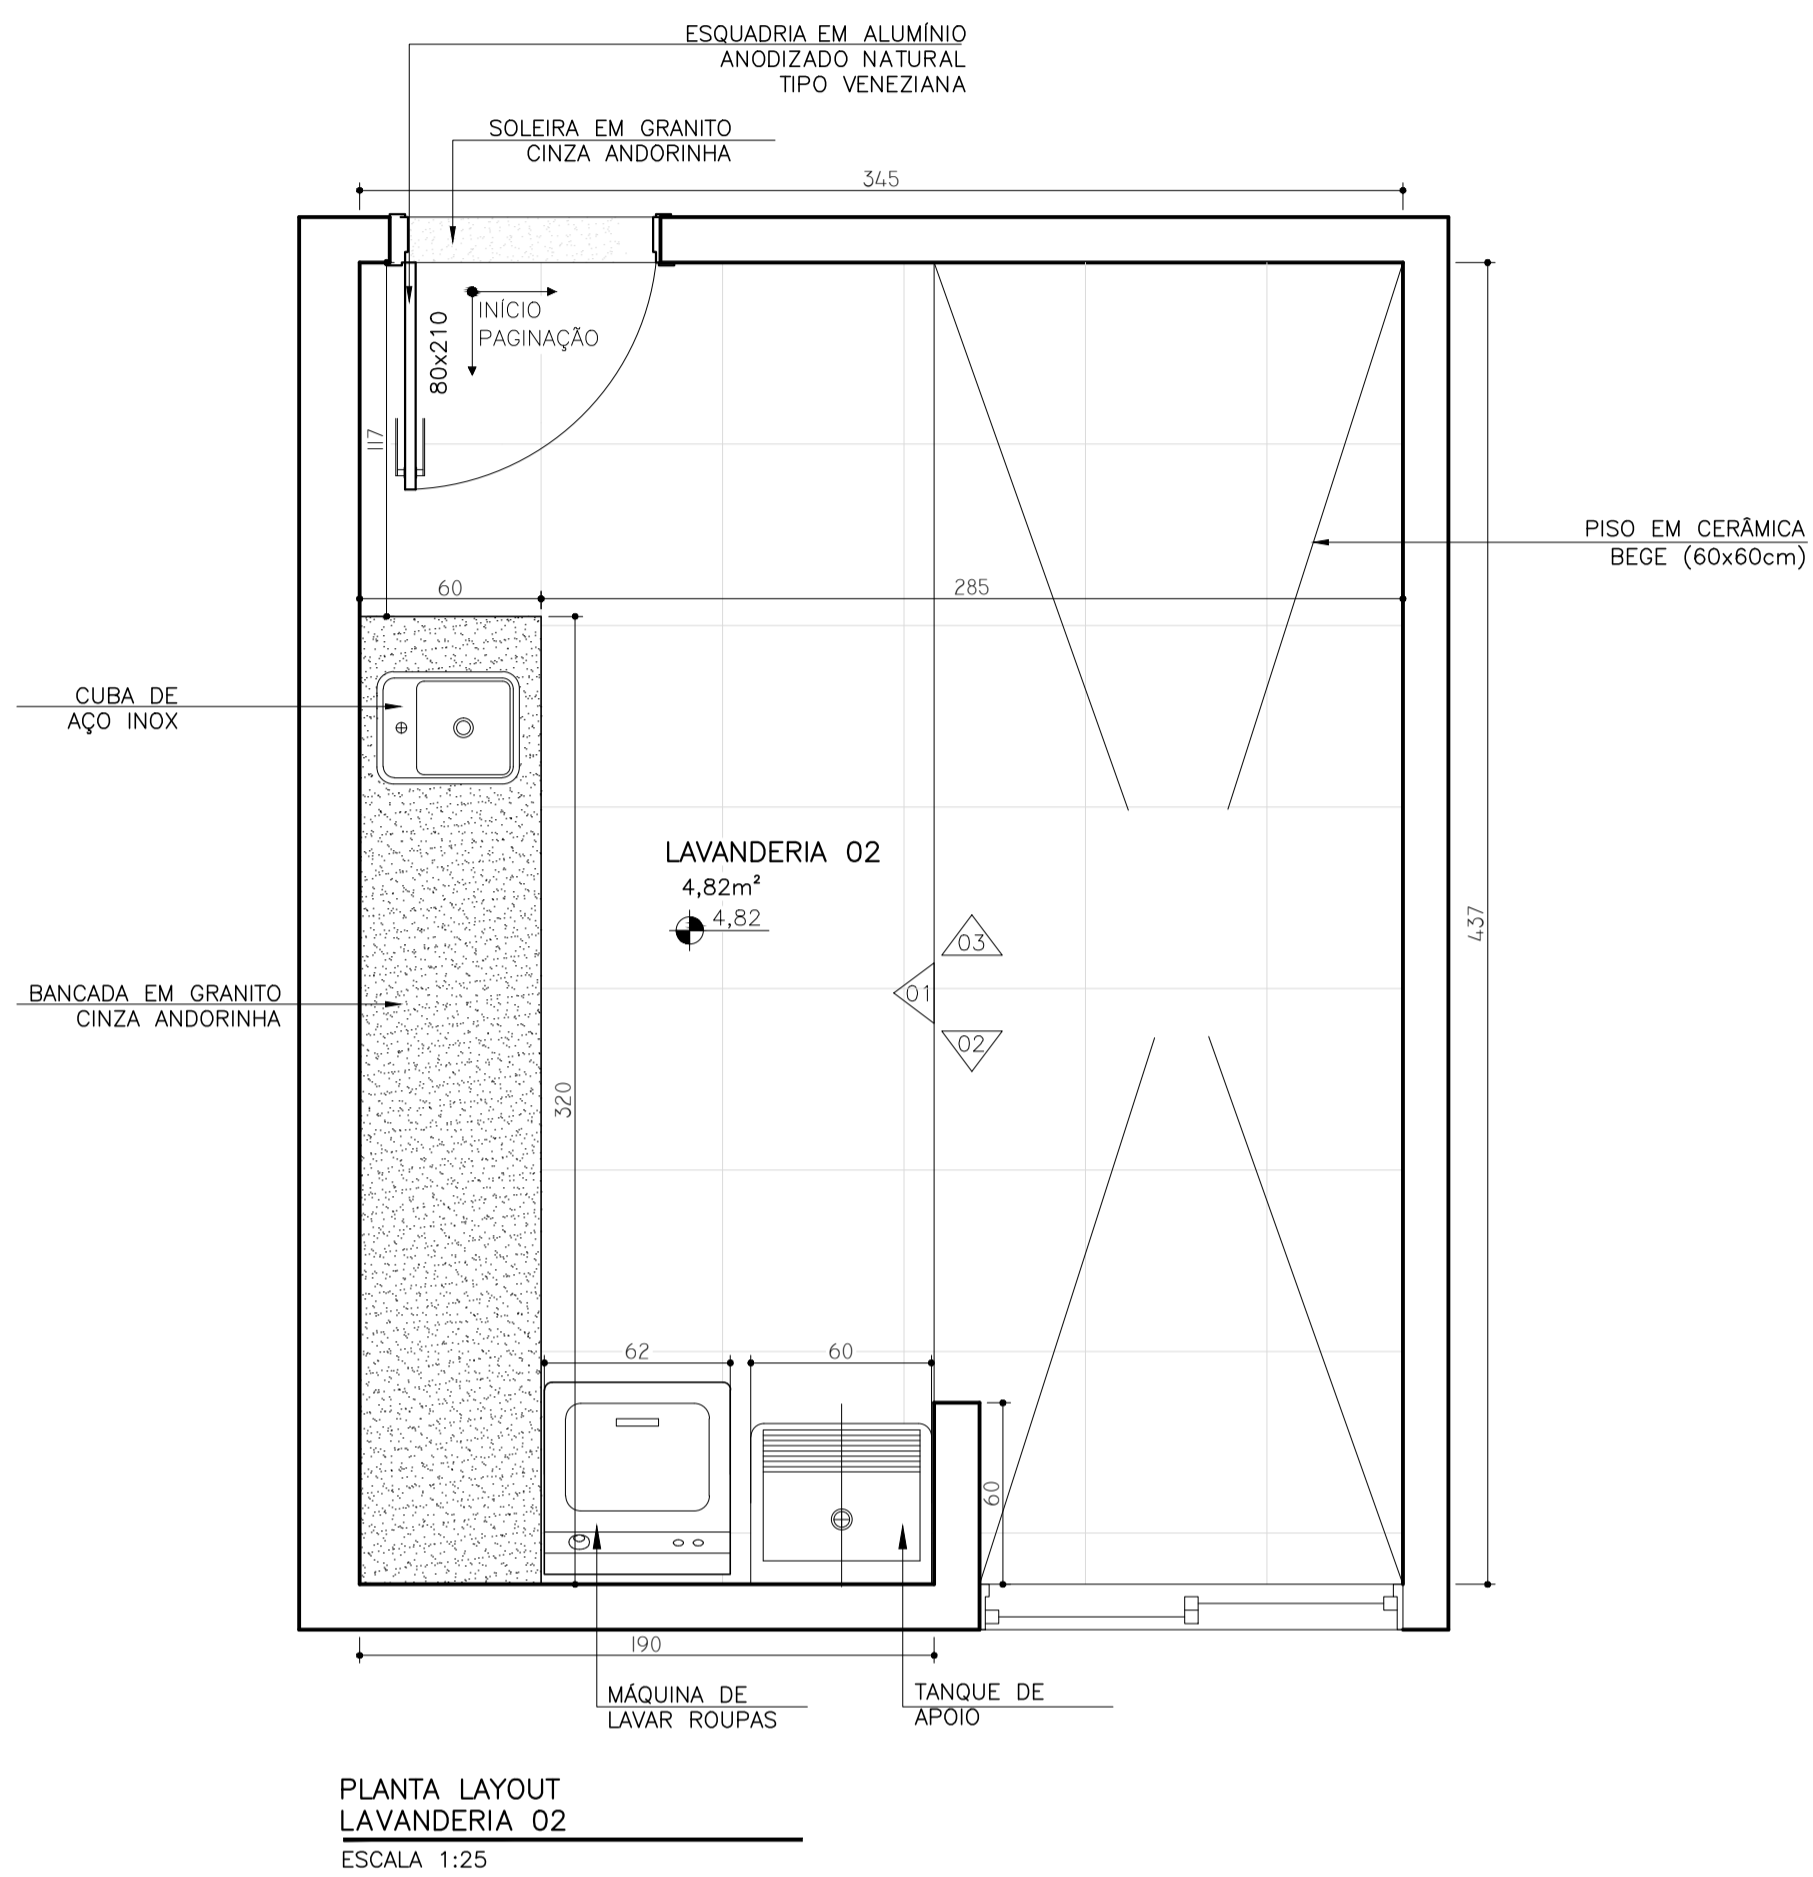 ESQUADRIA EM ALUMÍNIO
ANODIZADO NATURAL
TIPO VENEZIANA
SOLEIRA EM GRANITO
CINZA ANDORINHA
345
INÍCIO
PAGINAÇÃO
80x210
117
PISO EM CERÂMICA
BEGE (60x60cm)
60
285
CUBA DE
AÇO INOX
LAVANDERIA 02
4,82m²
4,82
437
03
01
02
BANCADA EM GRANITO
CINZA ANDORINHA
320
62
60
60
190
MÁQUINA DE
LAVAR ROUPAS
TANQUE DE
APOIO
PLANTA LAYOUT
LAVANDERIA 02
ESCALA 1:25